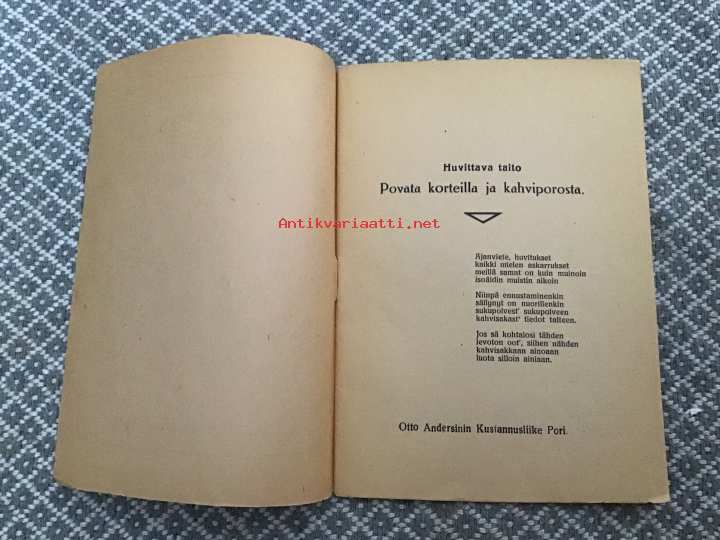 Huvittava taito
Povata korteilla ja kahviporosta.
Antikvariaatti.net
Ajanviete, huvitukset
kaikki mielen askarrukset
meillä samat on kuin muinoin
isoäidin muistin aikoin
Niinpä ennustaminenkin
säilynyt on nuorillenkin
sukupolvest' sukupolveen
kahvisakast' tiedot talteen.
Jos sä kohtalosi tähden
levoton oot', siihen nähden
kahvisakkaan ainoaan
luota silloin ainiaan.
Otto Andersinin Kustannusliike Pori.